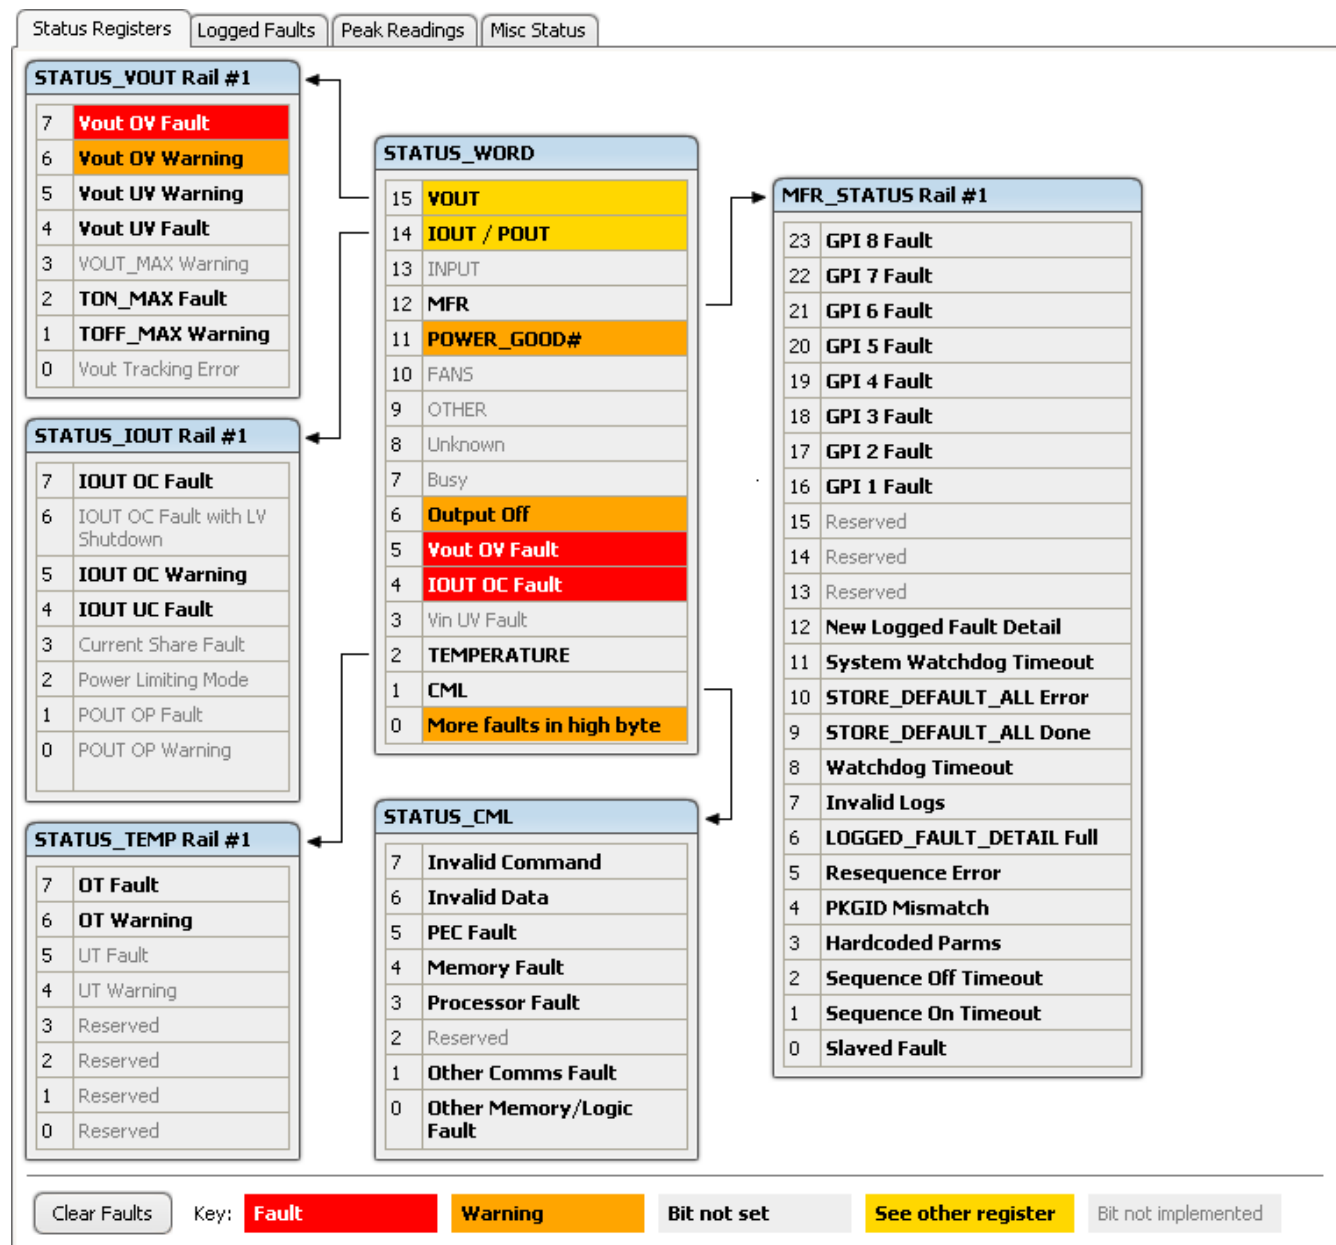 Status Registers
Logged Faults
Peak Readings
Misc Status
STATUS_VOUT Rail #1
7 Vout OV Fault
6 Vout OV Warning
5 Vout UV Warning
4 Vout UV Fault
3 VOUT_MAX Warning
2 TON_MAX Fault
1 TOFF_MAX Warning
0 Vout Tracking Error
STATUS_IOUT Rail #1
7 IOUT OC Fault
6 IOUT OC Fault with LV
Shutdown
5 IOUT OC Warning
4 IOUT UC Fault
3 Current Share Fault
2 Power Limiting Mode
1 POUT OP Fault
0 POUT OP Warning
STATUS_TEMP Rail #1
7 OT Fault
6 OT Warning
5 UT Fault
4 UT Warning
3 Reserved
2 Reserved
1 Reserved
0 Reserved
STATUS_WORD
15 VOUT
14 IOUT / POUT
13 INPUT
12 MFR
11 POWER_GOOD#
10 FANS
9 OTHER
8 Unknown
7 Busy
6 Output Off
5 Vout OV Fault
4 IOUT OC Fault
3 Vin UV Fault
2 TEMPERATURE
1 CML
0 More faults in high byte
STATUS_CML
7 Invalid Command
6 Invalid Data
5 PEC Fault
4 Memory Fault
3 Processor Fault
2 Reserved
1 Other Comms Fault
0 Other Memory/Logic
Fault
MFR_STATUS Rail #1
23 GPI 8 Fault
22 GPI 7 Fault
21 GPI 6 Fault
20 GPI 5 Fault
19 GPI 4 Fault
18 GPI 3 Fault
17 GPI 2 Fault
16 GPI 1 Fault
15 Reserved
14 Reserved
13 Reserved
12 New Logged Fault Detail
11 System Watchdog Timeout
10 STORE_DEFAULT_ALL Error
9 STORE_DEFAULT_ALL Done
8 Watchdog Timeout
7 Invalid Logs
6 LOGGED_FAULT_DETAIL Full
5 Resequence Error
4 PKGID Mismatch
3 Hardcoded Parms
2 Sequence Off Timeout
1 Sequence On Timeout
0 Slaved Fault
Clear Faults
Key:
Fault
Warning
Bit not set
See other register
Bit not implemented